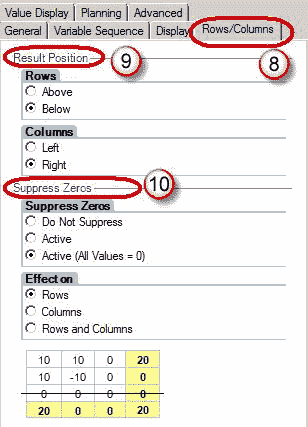 Value Display Planning Advanced
General Variable Sequence Display Rows/Columns
8
Result Position
9
Rows
Above
Below
Columns
Left
Right
Suppress Zeros
10
Suppress Zeros
Do Not Suppress
Active
Active (All Values = 0)
Effect on
Rows
Columns
Rows and Columns
10 10 0 20
10 -10 0 0
0 0 0 0
20 0 0 20